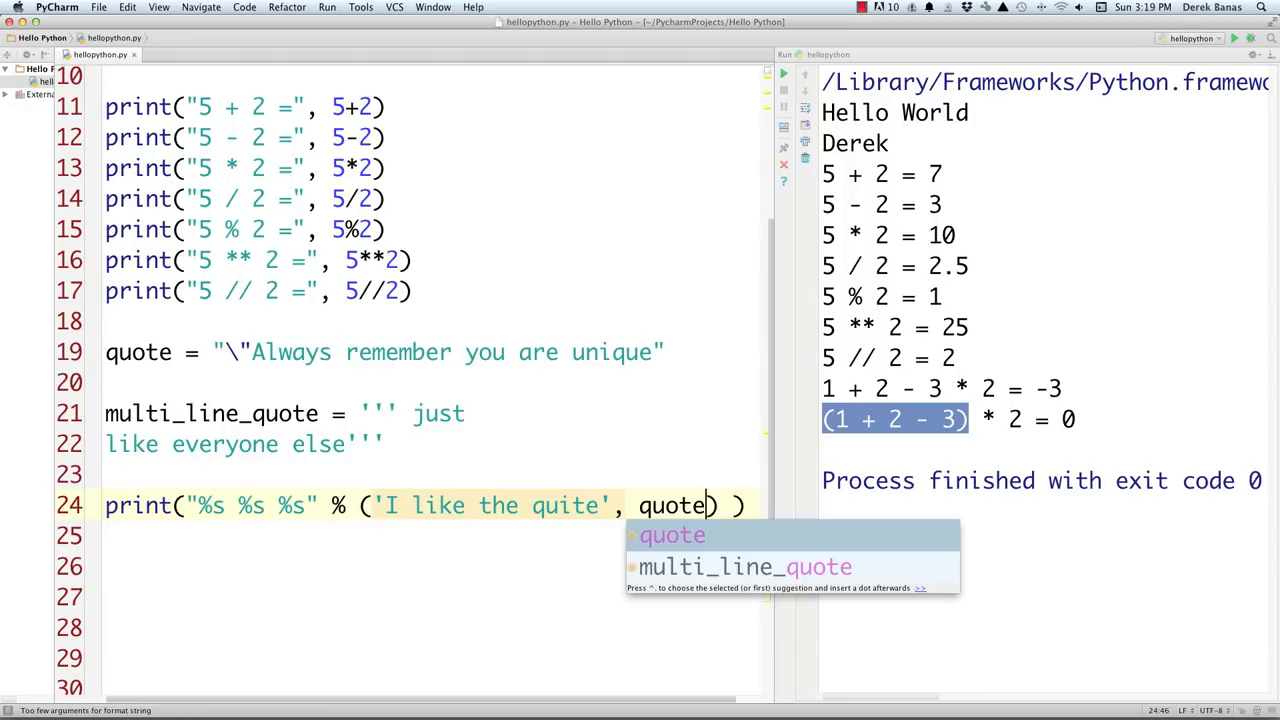 PyCharm File Edit View Navigate Code Refactor Run Tools VCS Window Help 10 Sun 3:19 PM Derek Banas
hellopython.py - Hello Python - [~/PycharmProjects/Hello Python]
Hello Python hellopython.py hellopython
hellopython.py Run hellopython
Hello P
hell
Externa
10
11 print("5 + 2 =", 5+2)
12 print("5 - 2 =", 5-2)
13 print("5 * 2 =", 5*2)
14 print("5 / 2 =", 5/2)
15 print("5 % 2 =", 5%2)
16 print("5 ** 2 =", 5**2)
17 print("5 // 2 =", 5//2)
18
19 quote = "\"Always remember you are unique"
20
21 multi_line_quote = ''' just
22 like everyone else'''
23
24 print("%s %s %s" % ('I like the quite', quote) )
25
26
27
28
29
30
quote
multi_line_quote
Press ^. to choose the selected (or first) suggestion and insert a dot afterwards >>
/Library/Frameworks/Python.framewo
Hello World
Derek
5 + 2 = 7
5 - 2 = 3
5 * 2 = 10
5 / 2 = 2.5
5 % 2 = 1
5 ** 2 = 25
5 // 2 = 2
1 + 2 - 3 * 2 = -3
(1 + 2 - 3) * 2 = 0
Process finished with exit code 0
Too few arguments for format string 24:46 LF UTF-8